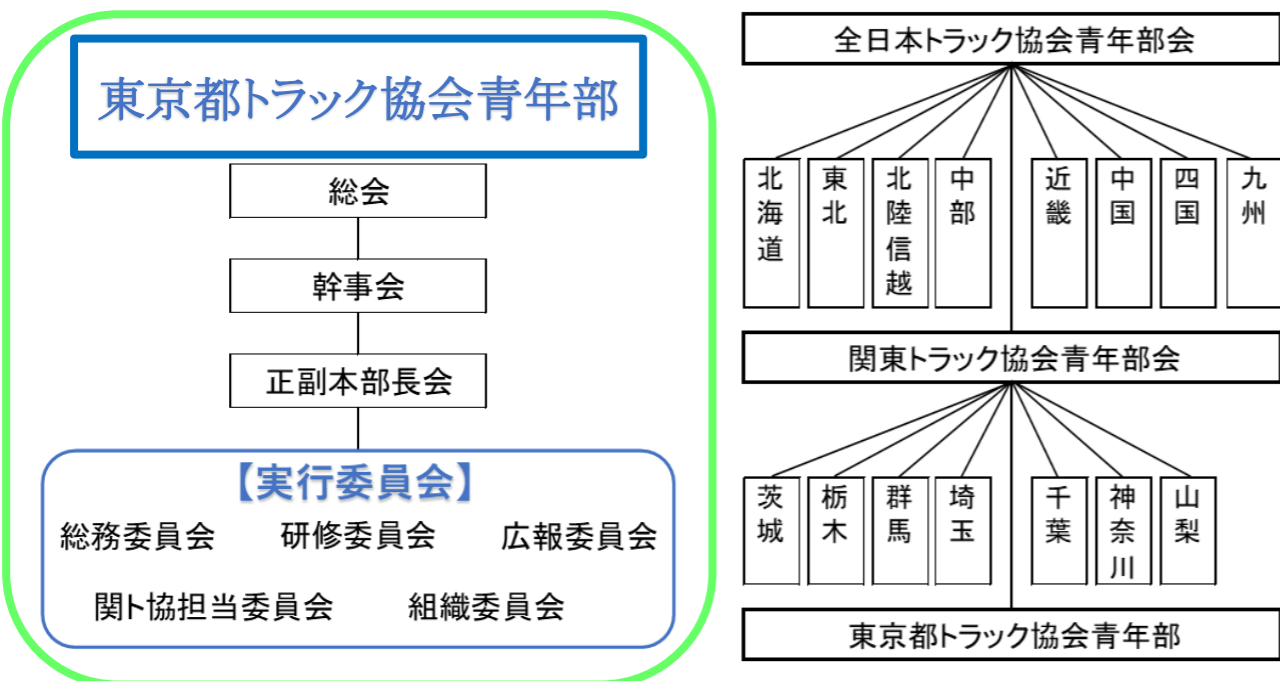 東京都トラック協会青年部
総会
幹事会
正副本部長会
【実行委員会】
総務委員会 研修委員会 広報委員会
関ト協担当委員会 組織委員会
全日本トラック協会青年部会
北海道
東北
北陸信越
中部
近畿
中国
四国
九州
関東トラック協会青年部会
茨城
栃木
群馬
埼玉
千葉
神奈川
山梨
東京都トラック協会青年部